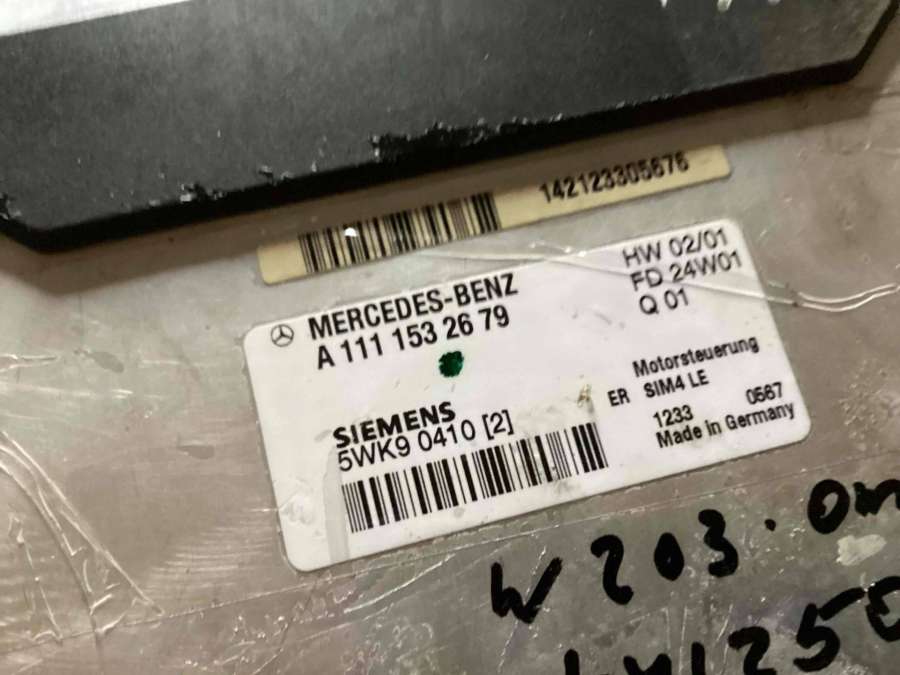 142123305676
MERCEDES-BENZ
A 111 153 26 79
HW 02/01
FD 24W01
Q 01
Motorsteuerung
ER SIM4 LE
SIEMENS
5WK9 0410 [2]
1233 0567
Made in Germany
W203.